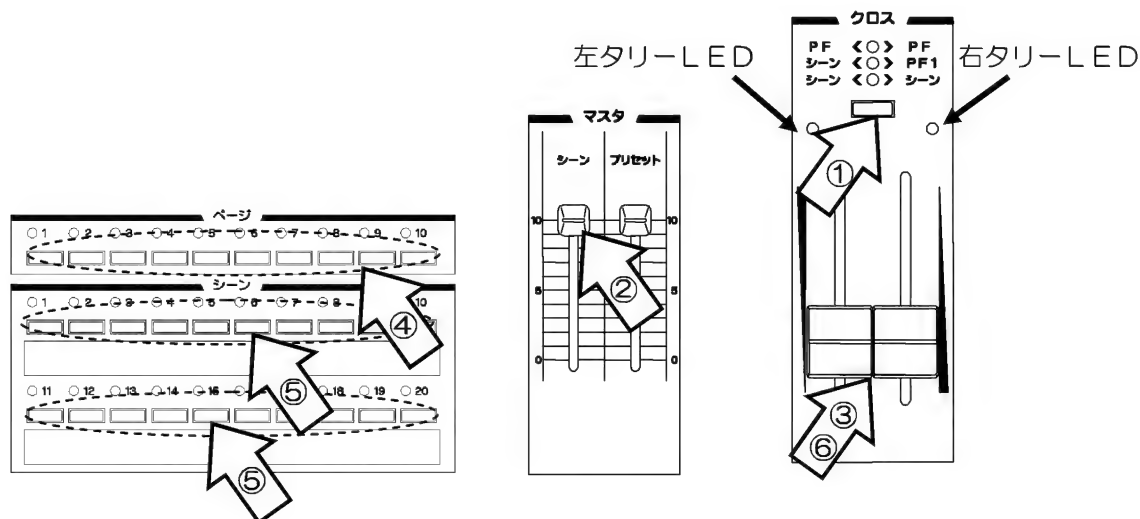 クロス
PF <○> PF
シーン <○> PF1
シーン <○> シーン
左タリーLED
右タリーLED
①
マスタ
シーン プリセット
10 10
5 5
0 0
②
③
⑥
ページ
1 2 3 4 5 6 7 8 9 10
④
シーン
1 2 3 4 5 6 7 8 10
⑤
11 12 13 14 15 18 19 20
⑤